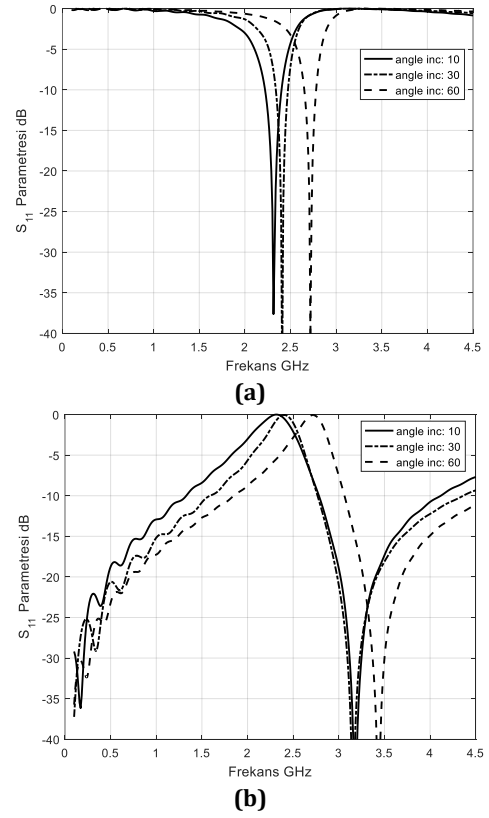 0
-5
-10
-15
-20
-25
-30
-35
-40
S11 Parametresi dB
angle inc: 10
angle inc: 30
angle inc: 60
0 0.5 1 1.5 2 2.5 3 3.5 4 4.5
Frekans GHz
(a)
0
-5
-10
-15
-20
-25
-30
-35
-40
S11 Parametresi dB
angle inc: 10
angle inc: 30
angle inc: 60
0 0.5 1 1.5 2 2.5 3 3.5 4 4.5
Frekans GHz
(b)